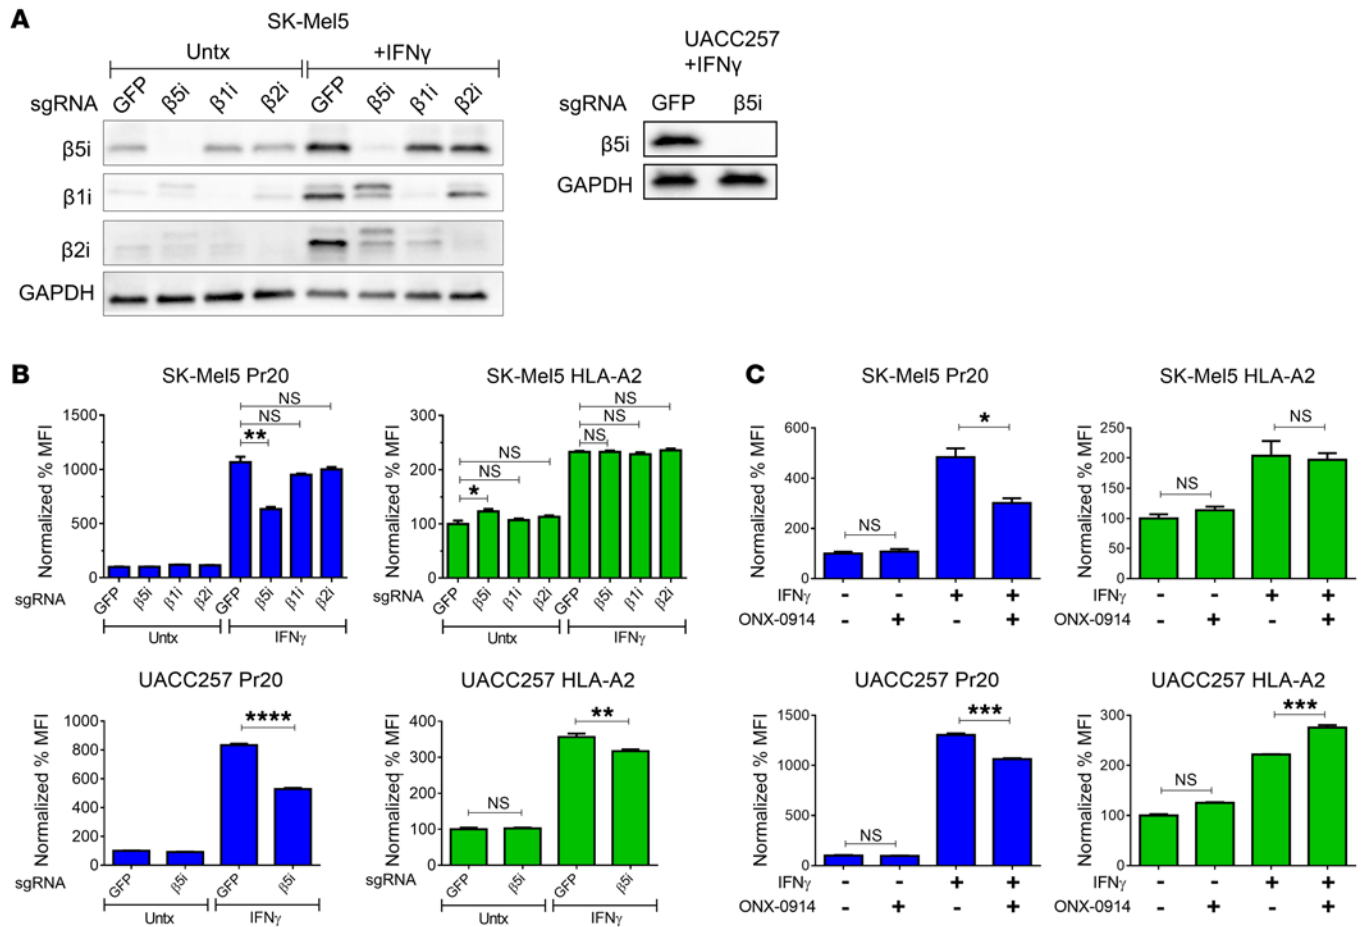 A
SK-Mel5
Untx
+IFNγ
sgRNA GFP β5i β1i β2i GFP β5i β1i β2i
β5i
β1i
β2i
GAPDH
UACC257
+IFNγ
sgRNA GFP β5i
β5i
GAPDH
B
SK-Mel5 Pr20
Normalized % MFI
1500
1000
500
0
NS
NS
**
sgRNA GFP β5i β1i β2i GFP β5i β1i β2i
Untx IFNγ
SK-Mel5 HLA-A2
Normalized % MFI
300
200
100
0
NS
NS
*
NS
NS
NS
GFP β5i β1i β2i GFP β5i β1i β2i
Untx IFNγ
UACC257 Pr20
Normalized % MFI
1000
800
600
400
200
0
****
sgRNA GFP β5i GFP β5i
Untx IFNγ
UACC257 HLA-A2
Normalized % MFI
400
300
200
100
0
NS
**
GFP β5i GFP β5i
Untx IFNγ
C
SK-Mel5 Pr20
Normalized % MFI
600
400
200
0
NS
*
IFNγ - - + +
ONX-0914 - + - +
SK-Mel5 HLA-A2
Normalized % MFI
250
200
150
100
50
0
NS
NS
IFNγ - - + +
ONX-0914 - + - +
UACC257 Pr20
Normalized % MFI
1500
1000
500
0
NS
***
IFNγ - - + +
ONX-0914 - + - +
UACC257 HLA-A2
Normalized % MFI
300
200
100
0
NS
***
IFNγ - - + +
ONX-0914 - + - +